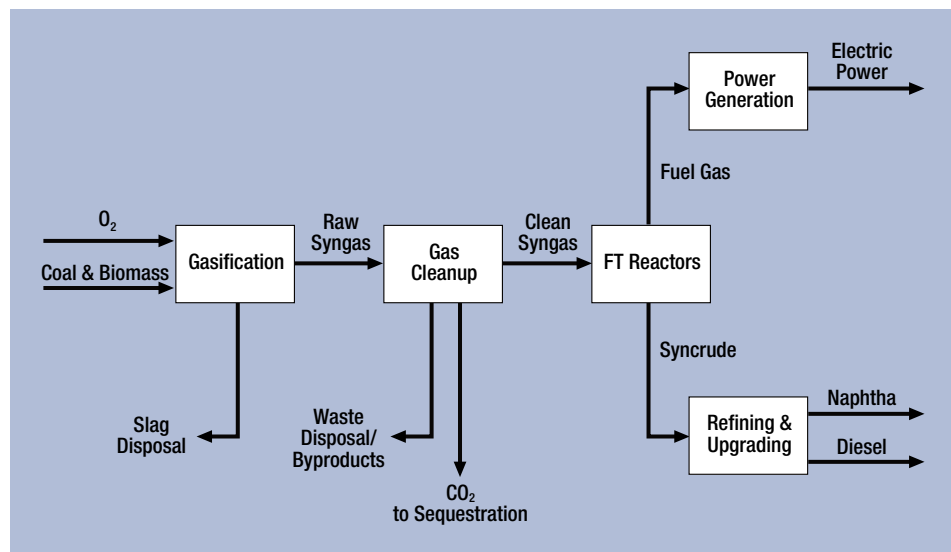 Electric
Power
Power
Generation
Fuel Gas
O₂
Coal & Biomass
Gasification
Raw
Syngas
Gas
Cleanup
Clean
Syngas
FT Reactors
Syncrude
Slag
Disposal
Waste
Disposal/
Byproducts
CO₂
to Sequestration
Refining &
Upgrading
Naphtha
Diesel